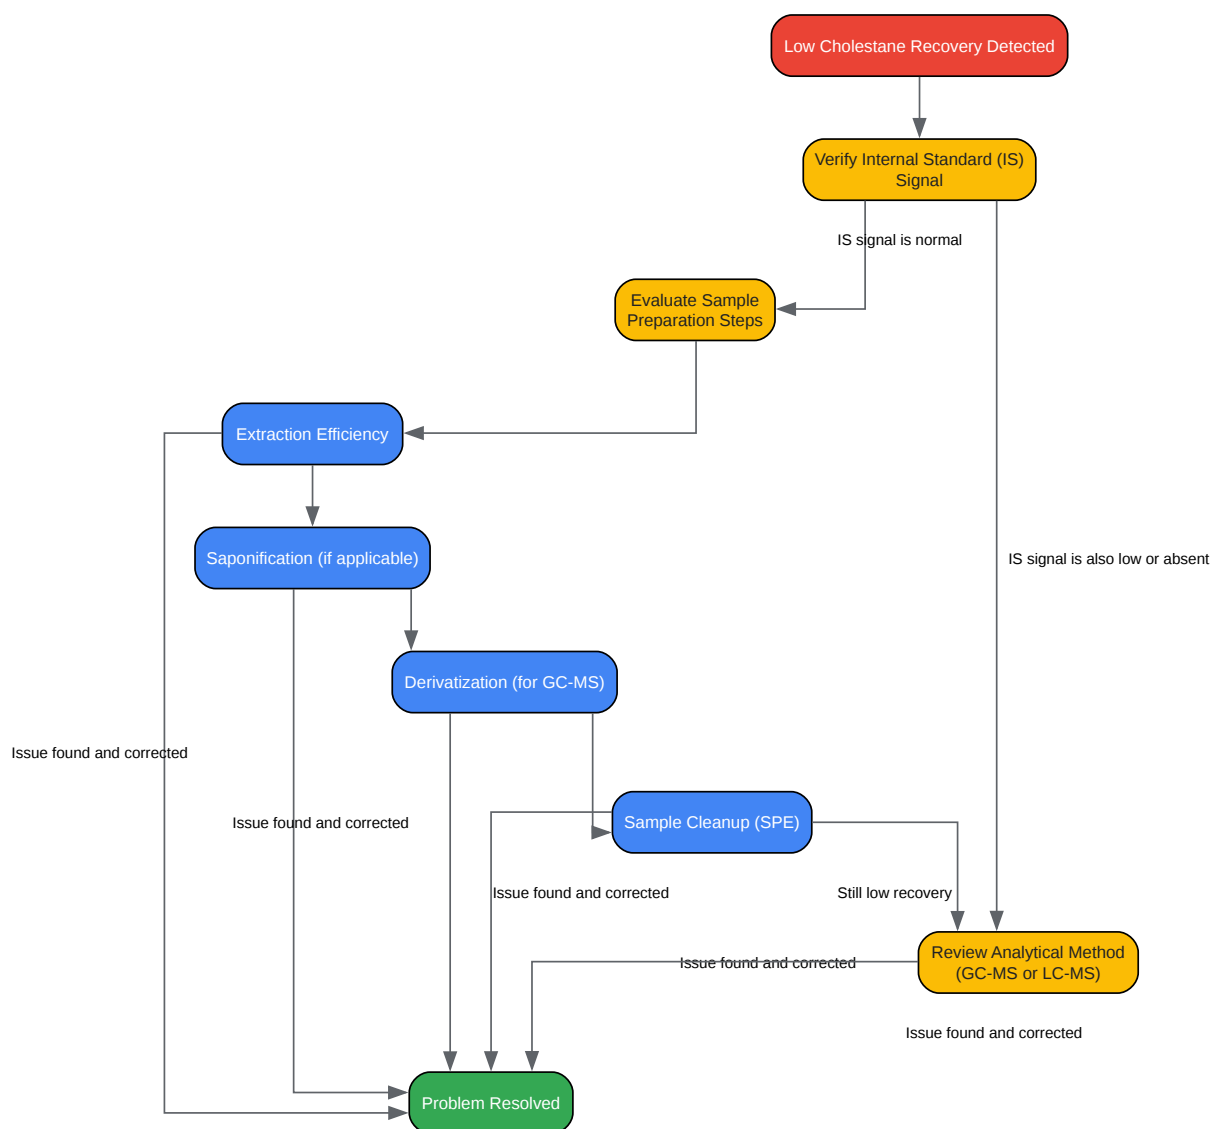 Low Cholestane Recovery Detected
Verify Internal Standard (IS)
Signal
IS signal is normal
Evaluate Sample
Preparation Steps
Extraction Efficiency
Saponification (if applicable)
IS signal is also low or absent
Derivatization (for GC-MS)
Issue found and corrected
Issue found and corrected
Sample Cleanup (SPE)
Issue found and corrected
Still low recovery
Review Analytical Method
(GC-MS or LC-MS)
Issue found and corrected
Issue found and corrected
Problem Resolved